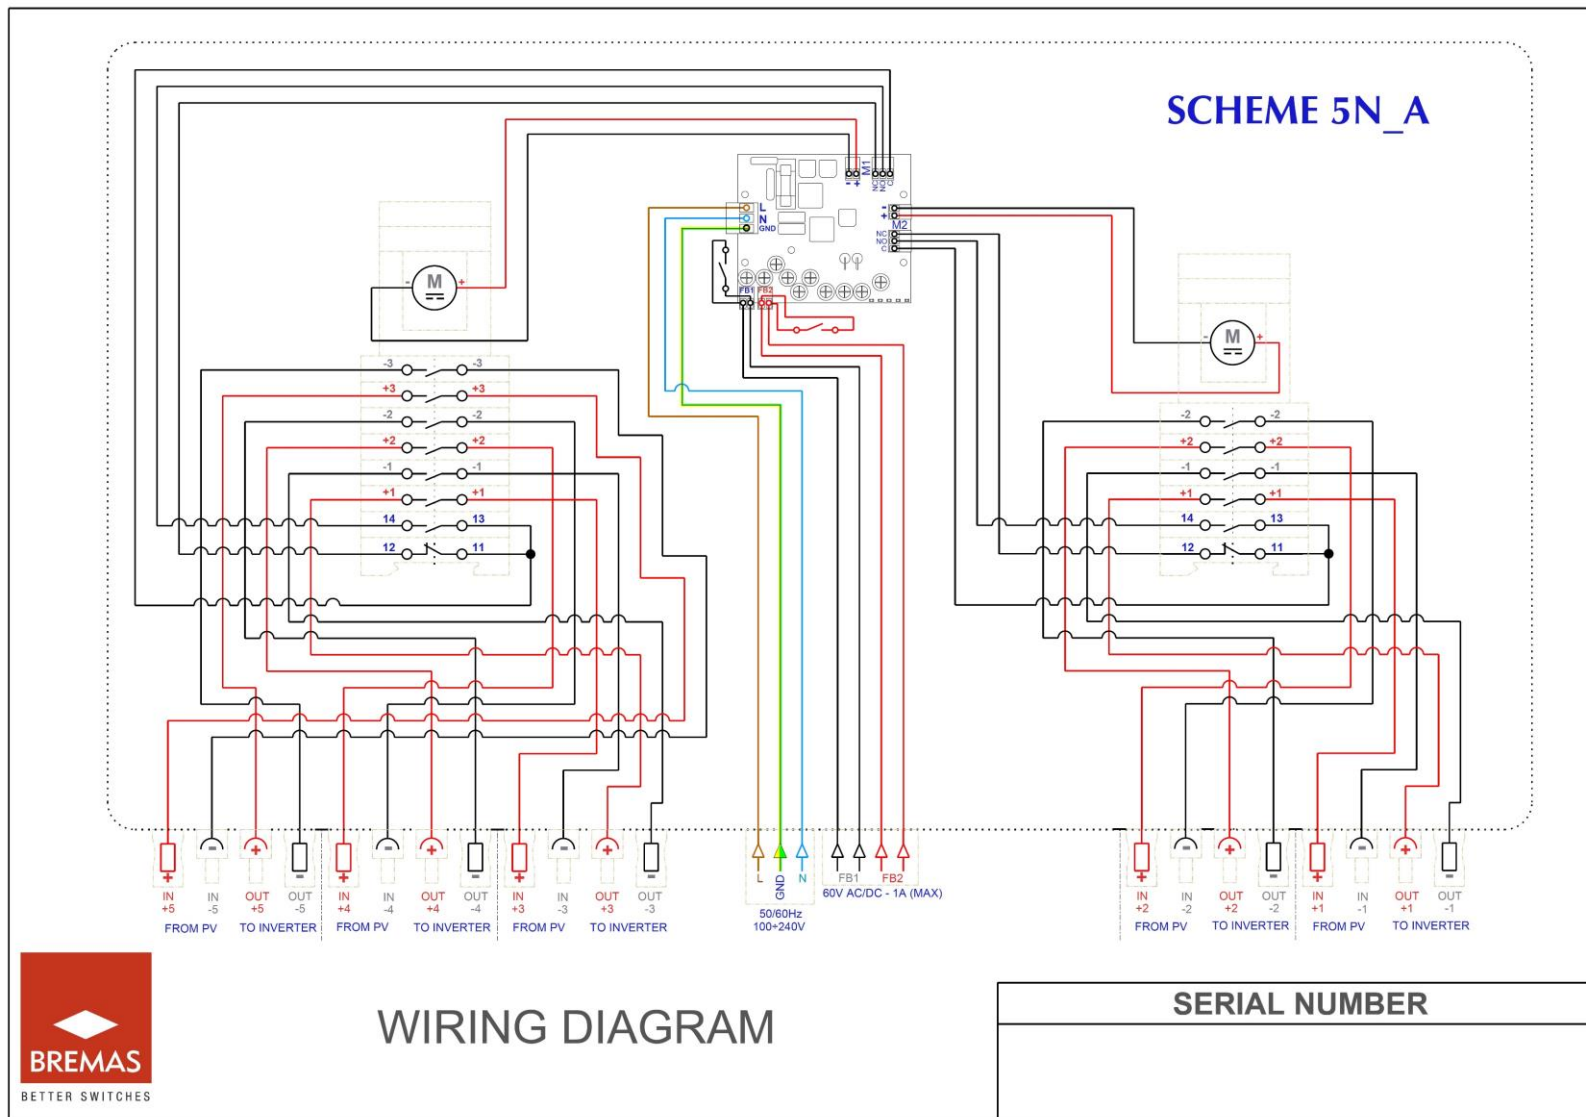 SCHEME 5N_A
- + M1
NC NO C
L
N
GND
- 
+
M2
NC
NO
C
FB1 FB2
- M +
- M +
-3 -3
+3 +3
-2 -2
+2 +2
-1 -1
+1 +1
14 13
12 11
-2 -2
+2 +2
-1 -1
+1 +1
14 13
12 11
+ - + - + - + - + - + -
IN IN OUT OUT IN IN OUT OUT IN IN OUT OUT
+5 -5 +5 -5 +4 -4 +4 -4 +3 -3 +3 -3
FROM PV TO INVERTER FROM PV TO INVERTER FROM PV TO INVERTER
L GND N
50/60Hz
100÷240V
FB1 FB2
60V AC/DC - 1A (MAX)
+ - + - + - + -
IN IN OUT OUT IN IN OUT OUT
+2 -2 +2 -2 +1 -1 +1 -1
FROM PV TO INVERTER FROM PV TO INVERTER
BREMAS
BETTER SWITCHES
WIRING DIAGRAM
SERIAL NUMBER